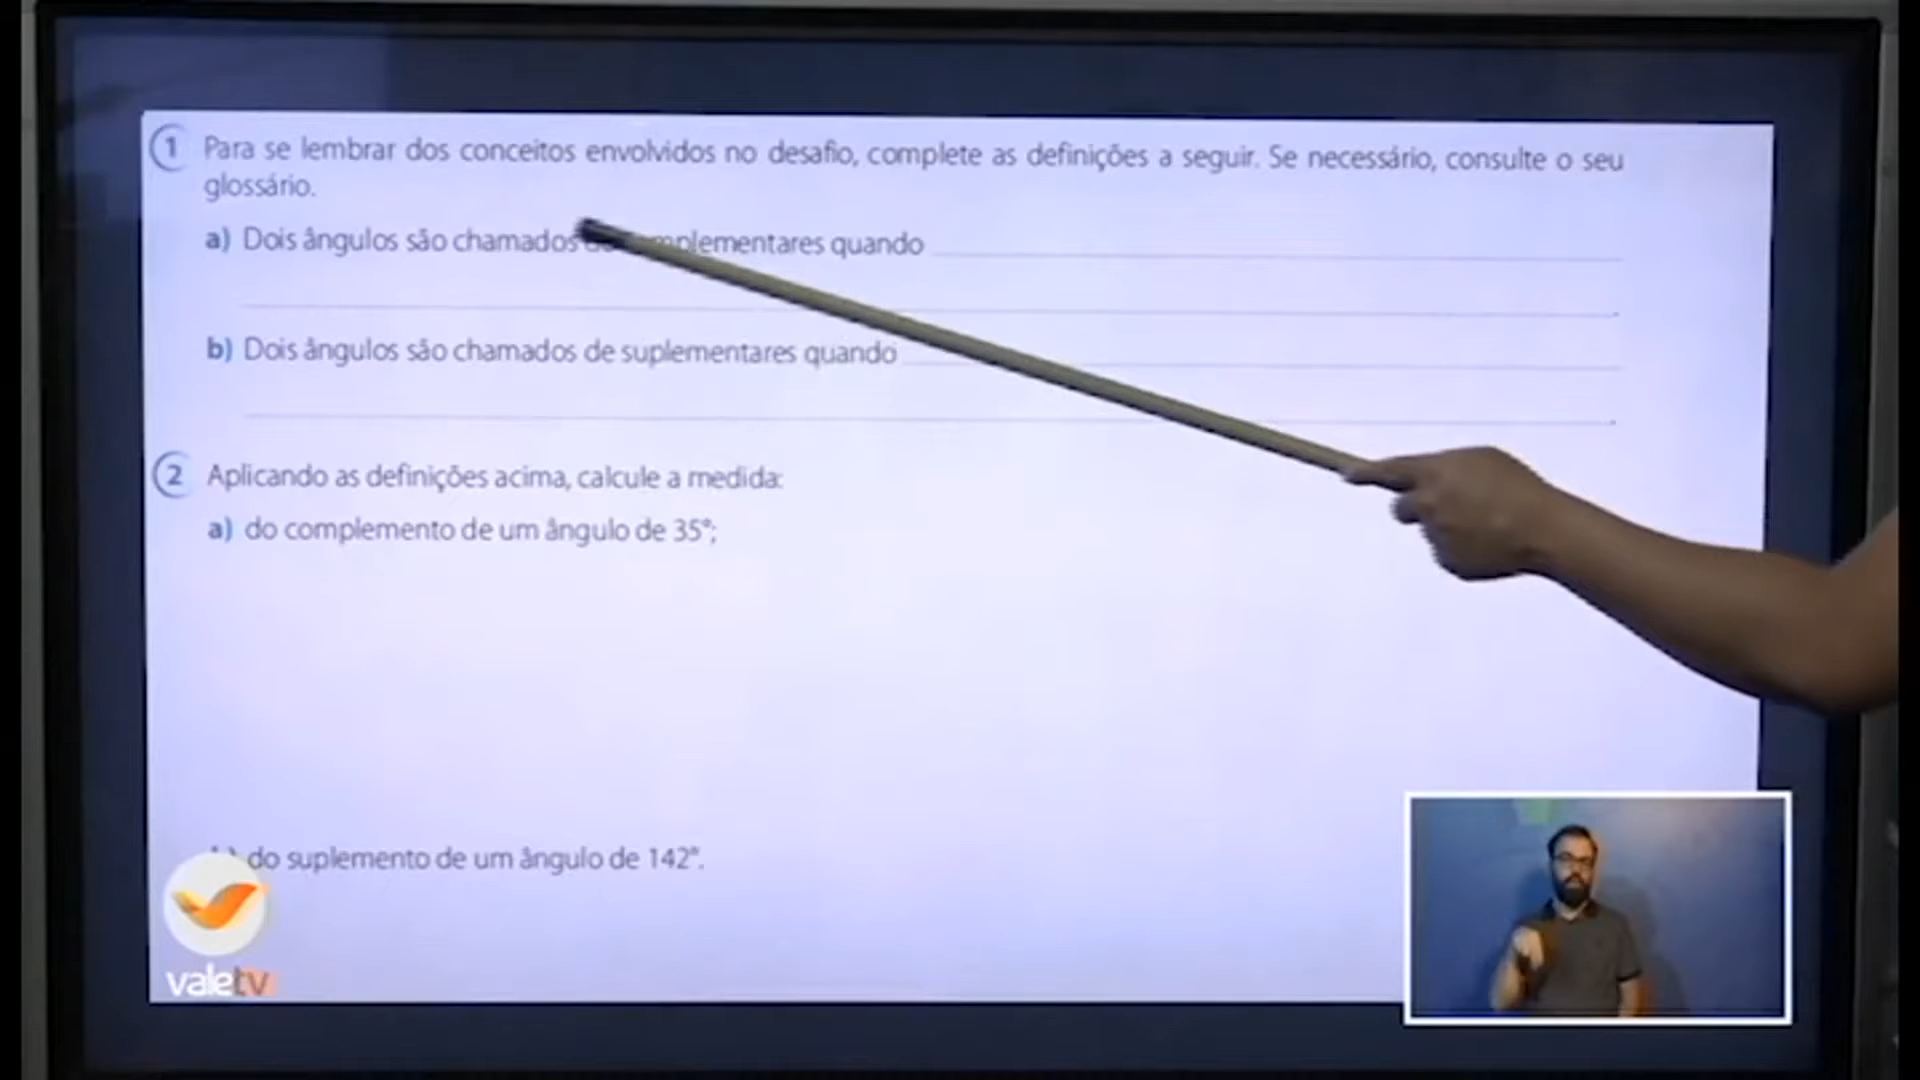 1 Para se lembrar dos conceitos envolvidos no desafio, complete as definições a seguir. Se necessário, consulte o seu
glossário.
a) Dois ângulos são chamados complementares quando
b) Dois ângulos são chamados de suplementares quando
2 Aplicando as definições acima, calcule a medida:
a) do complemento de um ângulo de 35°;
do suplemento de um ângulo de 142°.
valetv